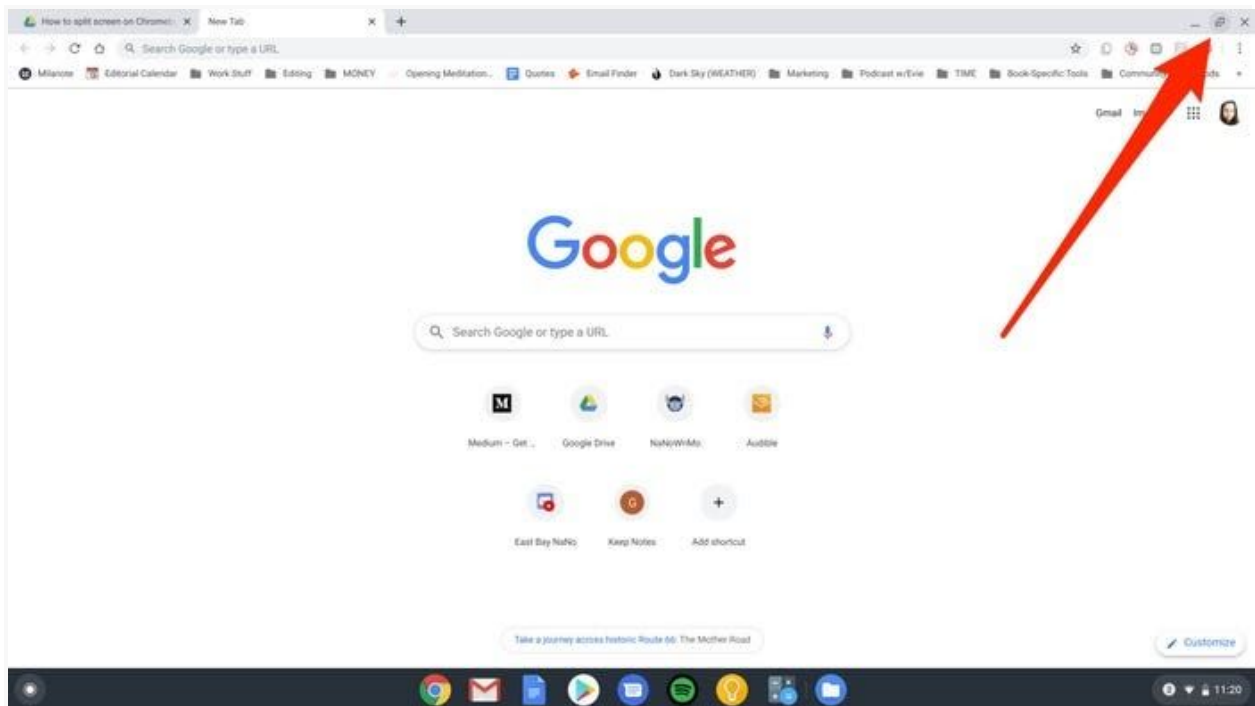 How to split screen on Chromeb
New Tab
Search Google or type a URL
Milanote Editorial Calendar Work Stuff Editing MONEY Opening Meditation... Quotes Email Finder Dark Sky (WEATHER) Marketing Podcast w/Evie TIME Book-Specific Tools
Gmail
Google
Search Google or type a URL
Medium – Get ... Google Drive NaNoWriMo Audible
East Bay NaNo Keep Notes Add shortcut
Take a journey across historic Route 66: The Mother Road
Customize
11:20